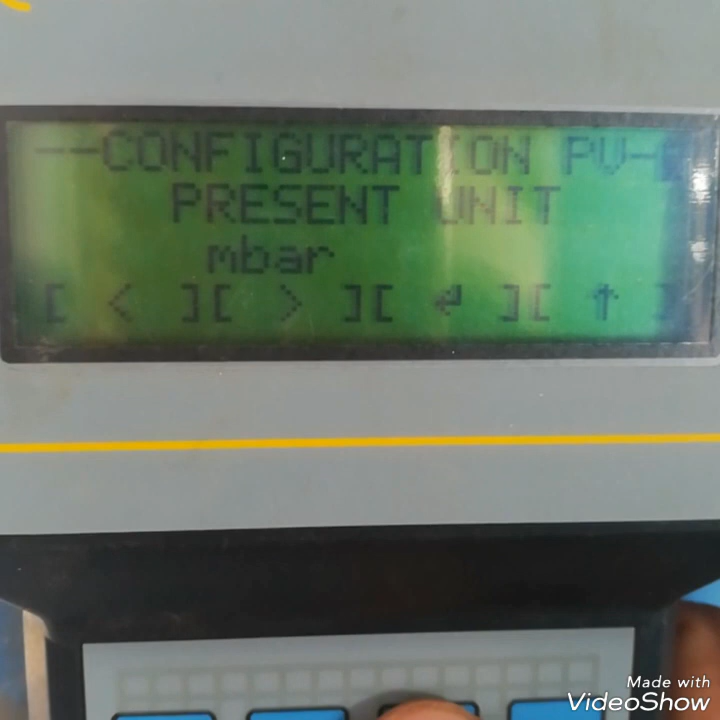 --CONFIGURATION PV-
PRESENT UNIT
mbar
[ < ][ > ][ ↵ ][ ↑ ]
Made with
VideoShow